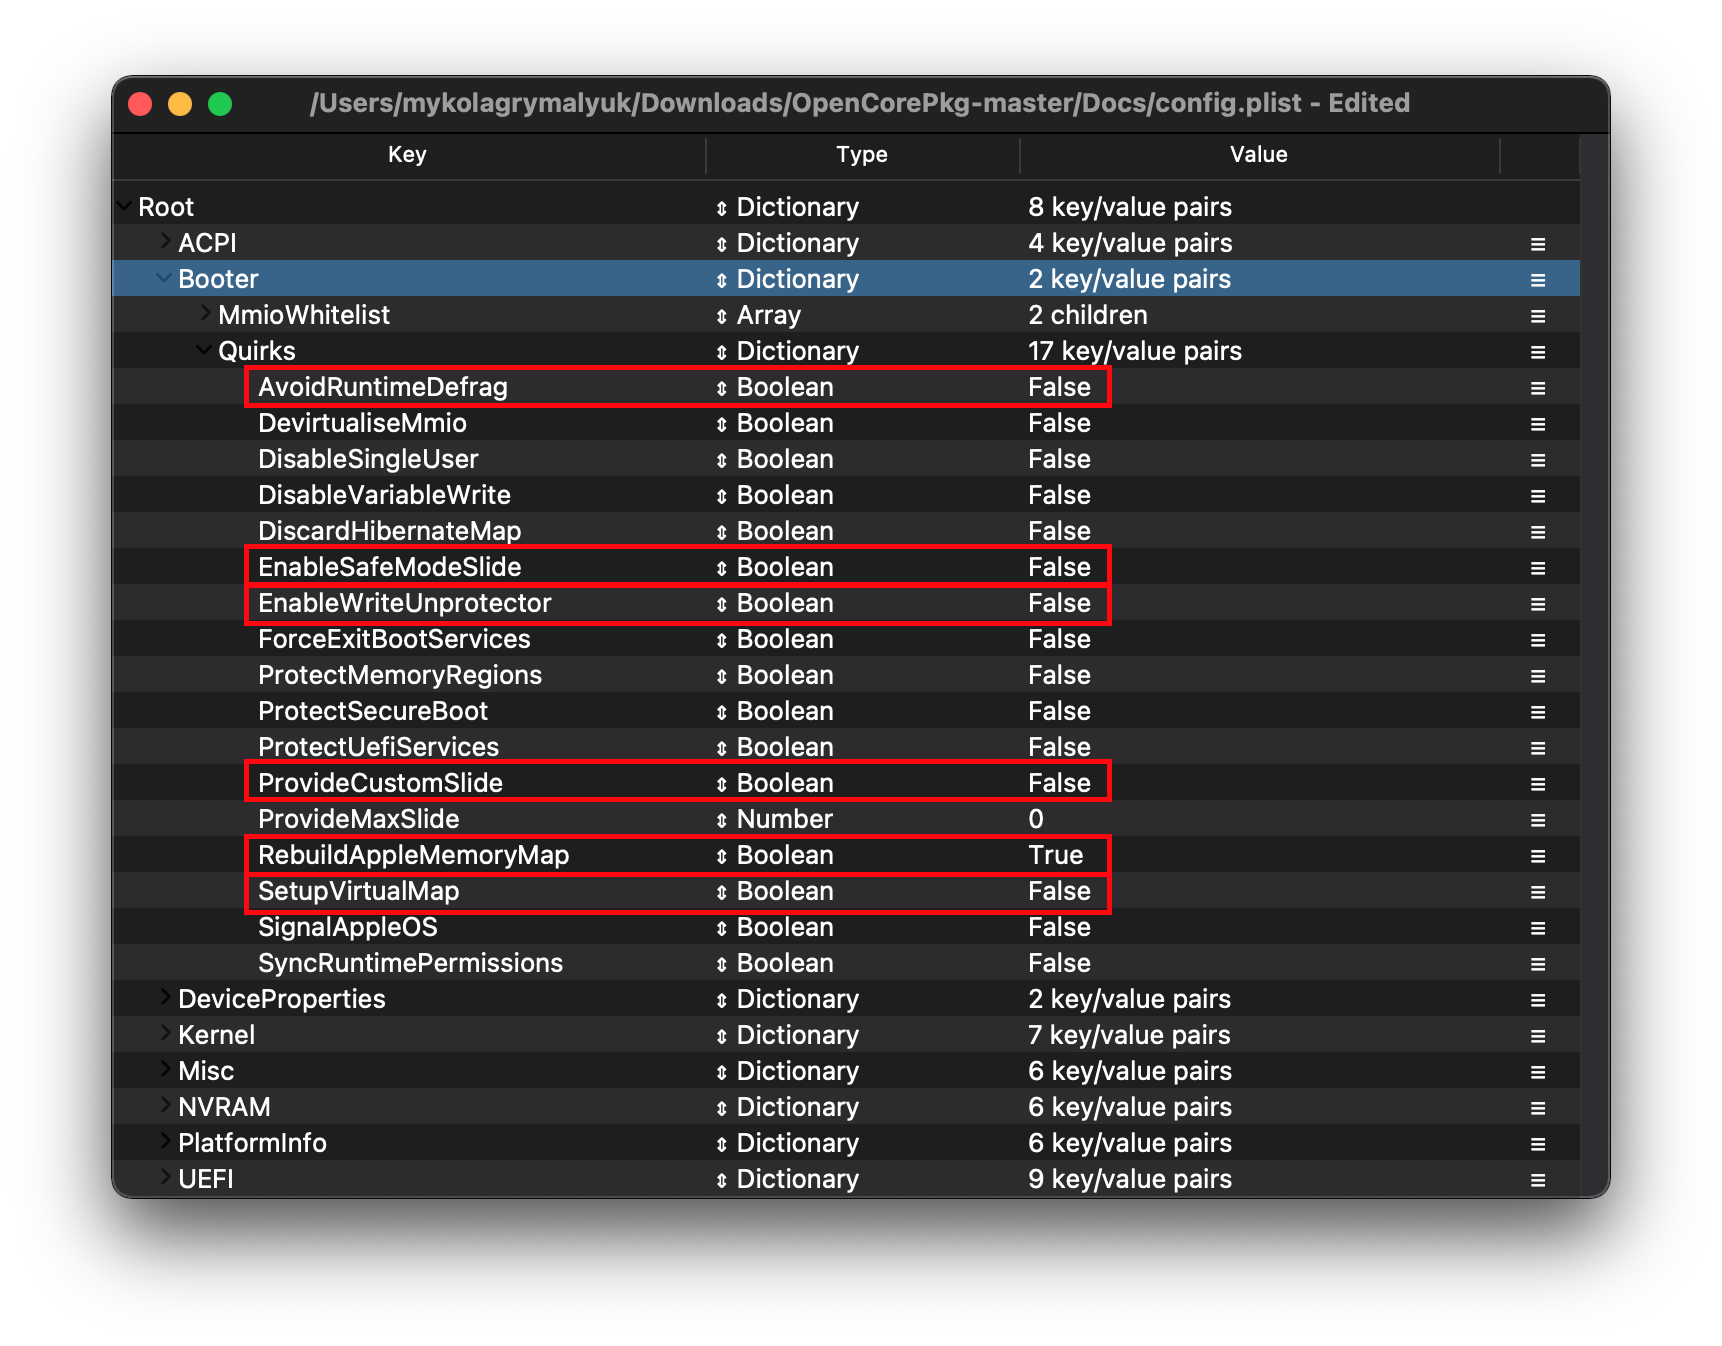 /Users/mykolagrymalyuk/Downloads/OpenCorePkg-master/Docs/config.plist - Edited
Key Type Value
Root Dictionary 8 key/value pairs
ACPI Dictionary 4 key/value pairs
Booter Dictionary 2 key/value pairs
MmioWhitelist Array 2 children
Quirks Dictionary 17 key/value pairs
AvoidRuntimeDefrag Boolean False
DevirtualiseMmio Boolean False
DisableSingleUser Boolean False
DisableVariableWrite Boolean False
DiscardHibernateMap Boolean False
EnableSafeModeSlide Boolean False
EnableWriteUnprotector Boolean False
ForceExitBootServices Boolean False
ProtectMemoryRegions Boolean False
ProtectSecureBoot Boolean False
ProtectUefiServices Boolean False
ProvideCustomSlide Boolean False
ProvideMaxSlide Number 0
RebuildAppleMemoryMap Boolean True
SetupVirtualMap Boolean False
SignalAppleOS Boolean False
SyncRuntimePermissions Boolean False
DeviceProperties Dictionary 2 key/value pairs
Kernel Dictionary 7 key/value pairs
Misc Dictionary 6 key/value pairs
NVRAM Dictionary 6 key/value pairs
PlatformInfo Dictionary 6 key/value pairs
UEFI Dictionary 9 key/value pairs